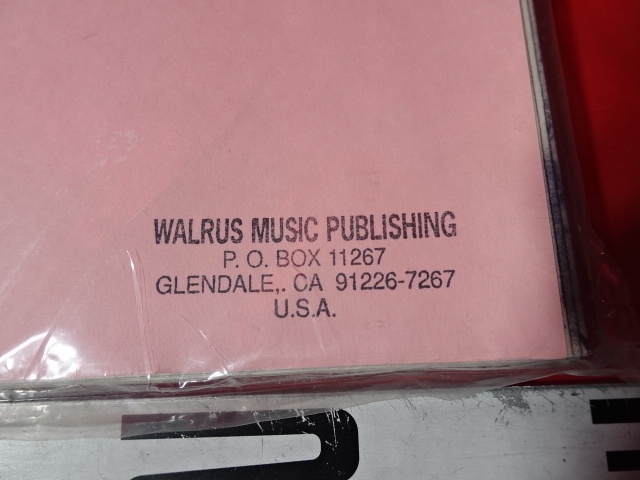 WALRUS MUSIC PUBLISHING
P. O. BOX 11267
GLENDALE,. CA 91226-7267
U.S.A.